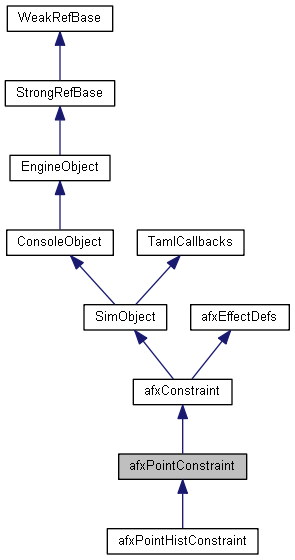 WeakRefBase
StrongRefBase
EngineObject
ConsoleObject
TamlCallbacks
SimObject
afxEffectDefs
afxConstraint
afxPointConstraint
afxPointHistConstraint